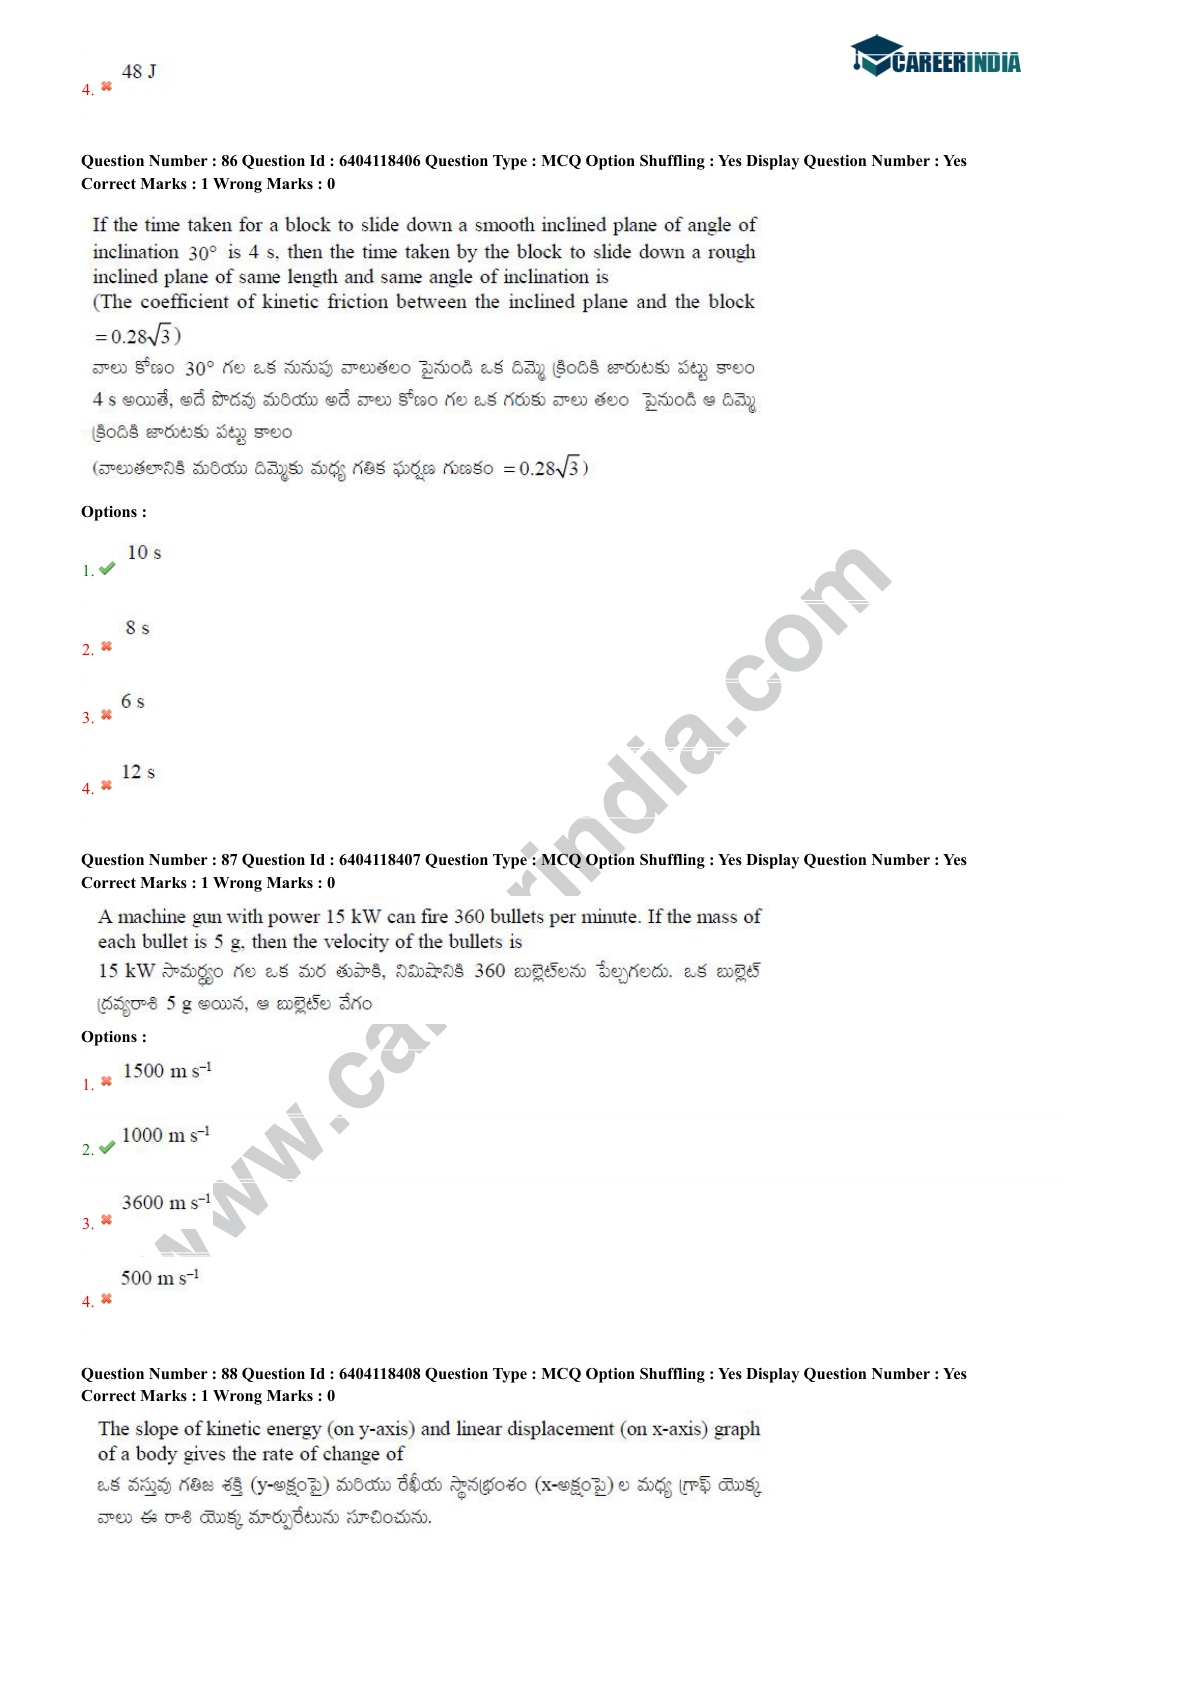 CAREERINDIA
48 J
4.
Question Number : 86 Question Id : 6404118406 Question Type : MCQ Option Shuffling : Yes Display Question Number : Yes
Correct Marks : 1 Wrong Marks : 0
If the time taken for a block to slide down a smooth inclined plane of angle of
inclination 30° is 4 s, then the time taken by the block to slide down a rough
inclined plane of same length and same angle of inclination is
(The coefficient of kinetic friction between the inclined plane and the block
= 0.28√3 )
వాలు కోణం 30° గల ఒక నునుపు వాలుతలం పైనుండి ఒక దిమ్మె క్రిందికి జారుటకు పట్టు కాలం
4 s అయితే, అదే పొడవు మరియు అదే వాలు కోణం గల ఒక గరుకు వాలు తలం పైనుండి ఆ దిమ్మె
క్రిందికి జారుటకు పట్టు కాలం
(వాలుతలానికి మరియు దిమ్మెకు మధ్య గతిక ఘర్షణ గుణకం = 0.28√3 )
Options :
10 s
1.
8 s
2.
6 s
3.
12 s
4.
Question Number : 87 Question Id : 6404118407 Question Type : MCQ Option Shuffling : Yes Display Question Number : Yes
Correct Marks : 1 Wrong Marks : 0
A machine gun with power 15 kW can fire 360 bullets per minute. If the mass of
each bullet is 5 g, then the velocity of the bullets is
15 kW సామర్థ్యం గల ఒక మర తుపాకి, నిమిషానికి 360 బుల్లెట్‌లను పేల్చగలదు. ఒక బుల్లెట్
ద్రవ్యరాశి 5 g అయిన, ఆ బుల్లెట్‌ల వేగం
Options :
1500 m s⁻¹
1.
1000 m s⁻¹
2.
3600 m s⁻¹
3.
500 m s⁻¹
4.
Question Number : 88 Question Id : 6404118408 Question Type : MCQ Option Shuffling : Yes Display Question Number : Yes
Correct Marks : 1 Wrong Marks : 0
The slope of kinetic energy (on y-axis) and linear displacement (on x-axis) graph
of a body gives the rate of change of
ఒక వస్తువు గతిజ శక్తి (y-అక్షంపై) మరియు రేఖీయ స్థానభ్రంశం (x-అక్షంపై) ల మధ్య గ్రాఫ్ యొక్క
వాలు ఈ రాశి యొక్క మార్పురేటును సూచించును.